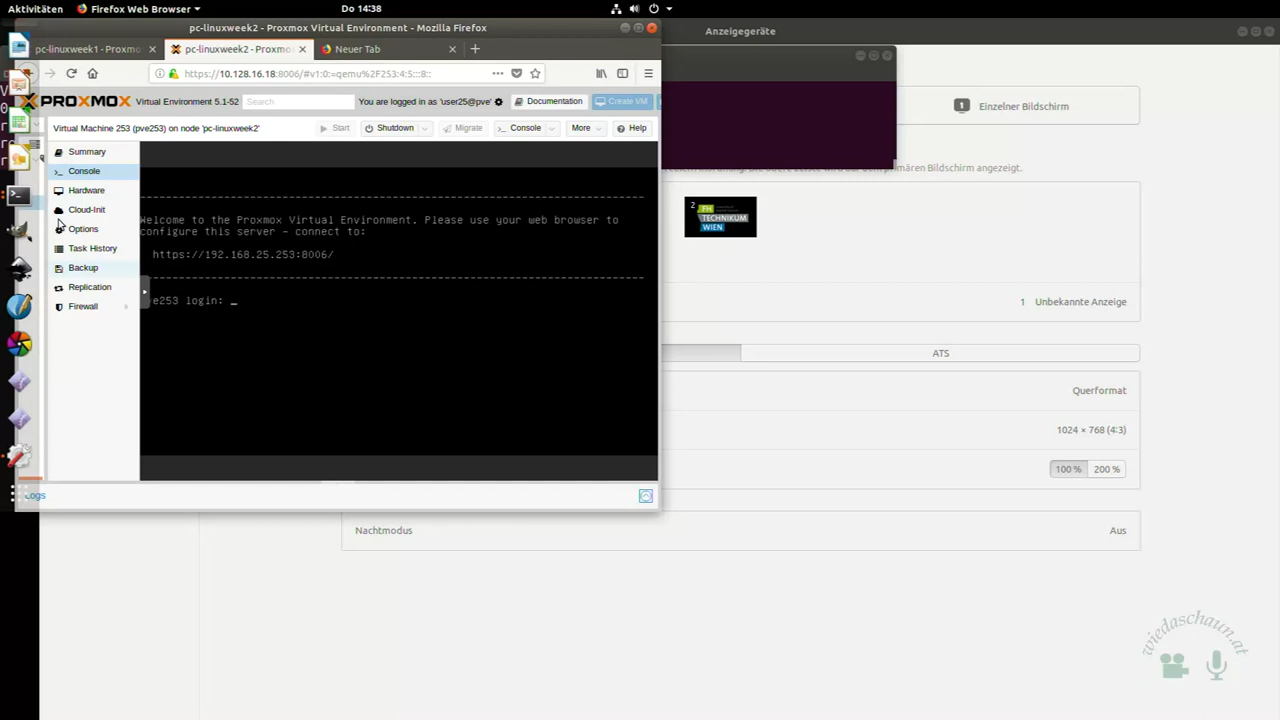 Aktivitäten
Firefox Web Browser
Do 14:38
pc-linuxweek2 - Proxmox Virtual Environment - Mozilla Firefox
Anzeigegeräte
pc-linuxweek1 - Proxmo
pc-linuxweek2 - Proxmo
Neuer Tab
https://10.128.16.18:8006/#v1:0:=qemu%2F253:4:5:::8::
PROXMOX
Virtual Environment 5.1-52
Search
You are logged in as 'user25@pve'
Documentation
Create VM
1
Einzelner Bildschirm
Virtual Machine 253 (pve253) on node 'pc-linuxweek2'
Start
Shutdown
Migrate
Console
More
Help
Summary
Console
Hardware
Cloud-Init
Options
Task History
Backup
Replication
Firewall
Welcome to the Proxmox Virtual Environment. Please use your web browser to
configure this server - connect to:
https://192.168.25.253:8006/
e253 login: _
Logs
primären Bildschirm angezeigt.
2
FH
TECHNIKUM
WIEN
1 Unbekannte Anzeige
ATS
Querformat
1024 × 768 (4:3)
100 %
200 %
Nachtmodus
Aus
wiedaschaun.at